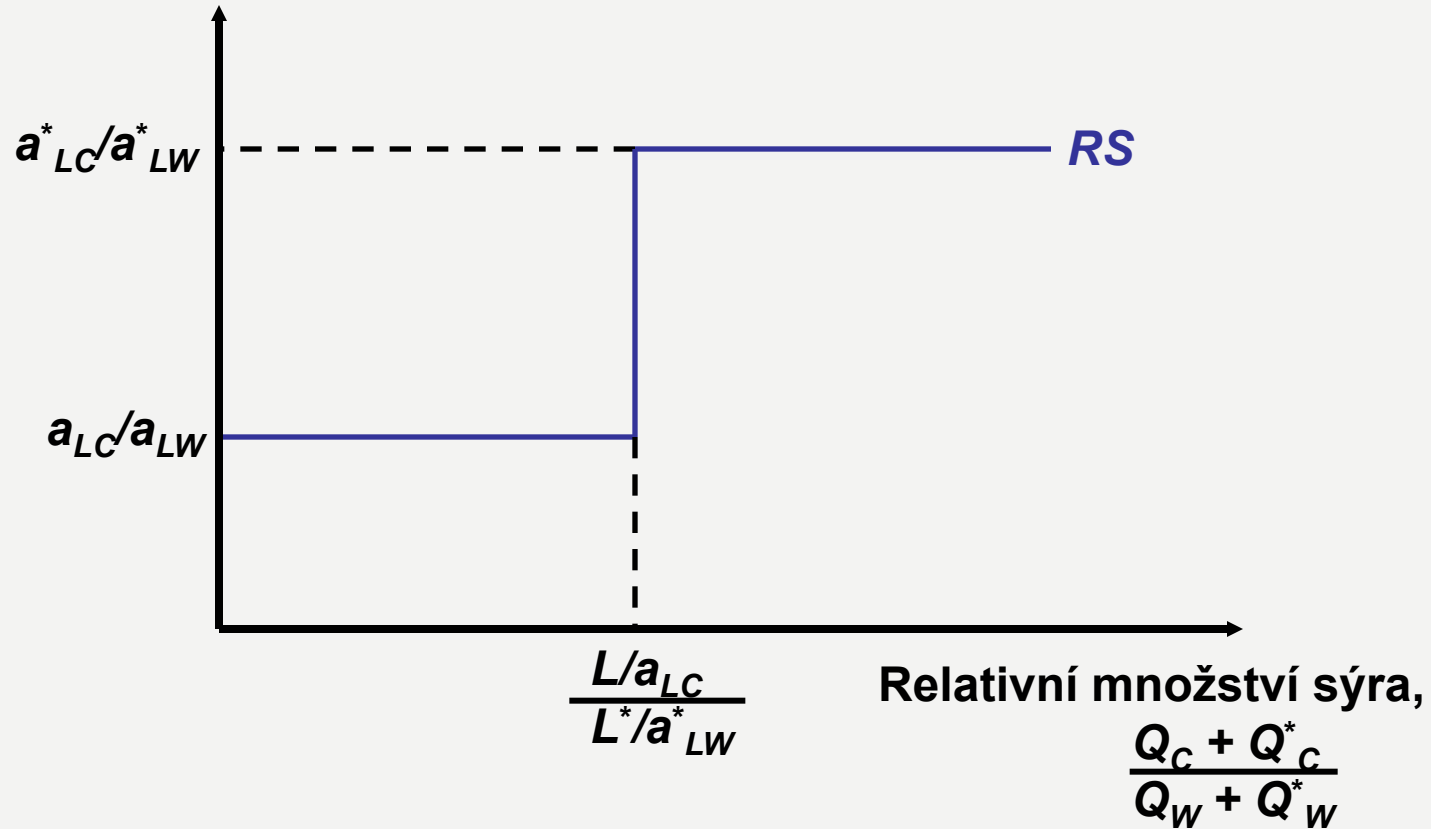 a*LC/a*LW
RS
aLC/aLW
L/aLC
L*/a*LW
Relativní množství sýra,
QC + Q*C
QW + Q*W